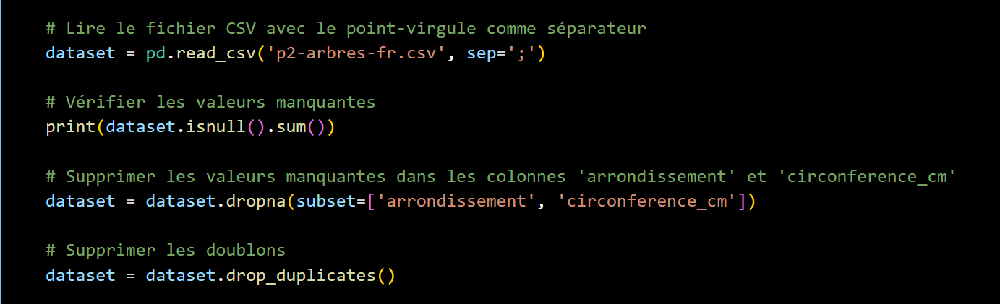 # Lire le fichier CSV avec le point-virgule comme séparateur
dataset = pd.read_csv('p2-arbres-fr.csv', sep=';')
# Vérifier les valeurs manquantes
print(dataset.isnull().sum())
# Supprimer les valeurs manquantes dans les colonnes 'arrondissement' et 'circonference_cm'
dataset = dataset.dropna(subset=['arrondissement', 'circonference_cm'])
# Supprimer les doublons
dataset = dataset.drop_duplicates()